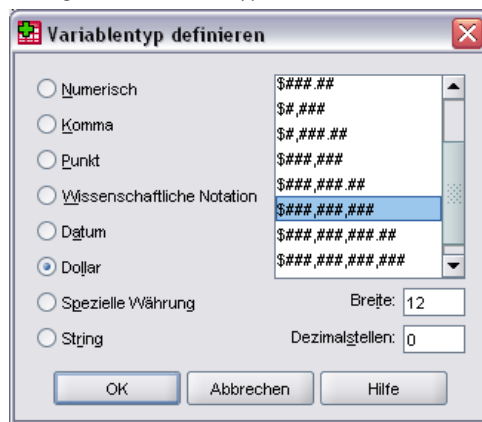 Variablentyp definieren
Numerisch
Komma
Punkt
Wissenschaftliche Notation
Datum
Dollar
Spezielle Währung
String
$###.##
$#,###
$#,###.##
$###,###
$###,###.##
$###,###,###
$###,###,###.##
$###,###,###,###
Breite: 12
Dezimalstellen: 0
OK Abbrechen Hilfe